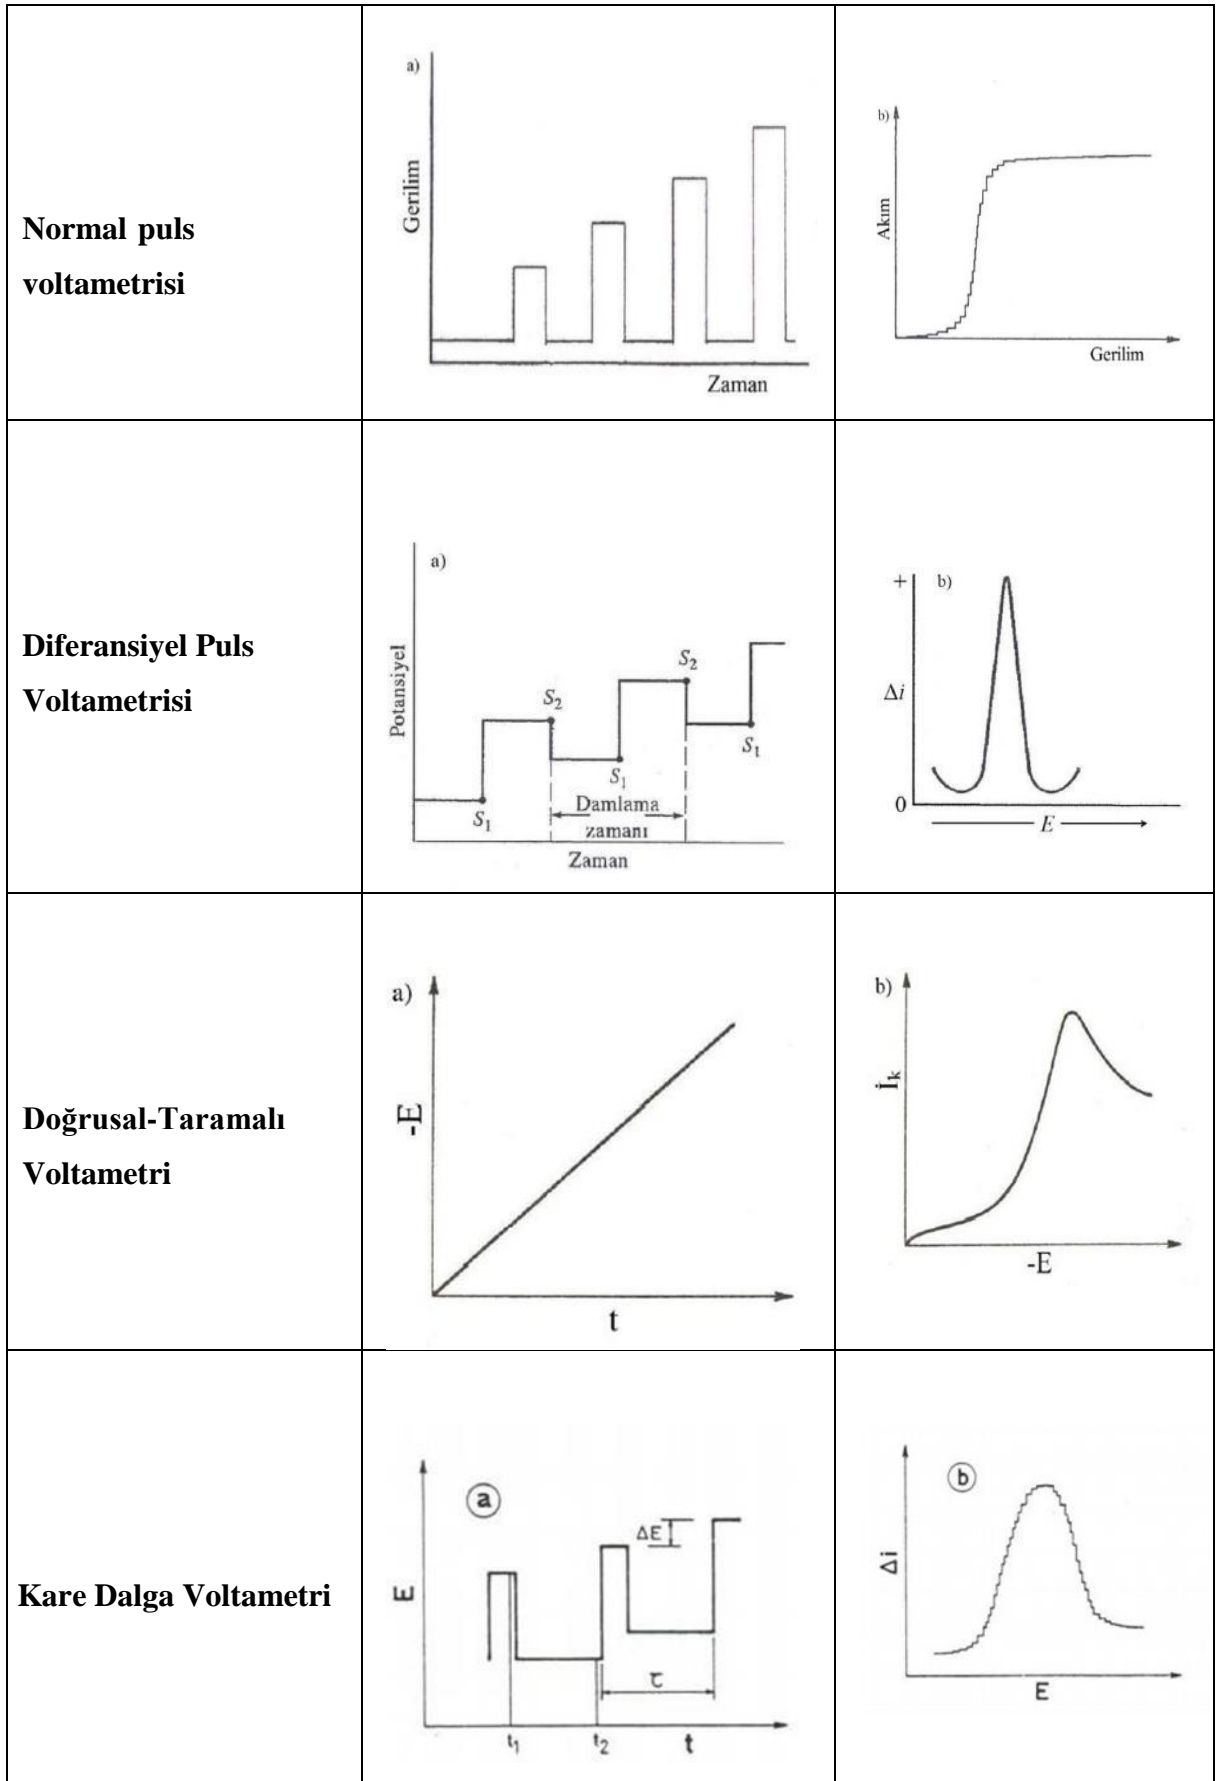 Normal puls
voltametrisi
a)
Gerilim
Zaman
b)
Akım
Gerilim
Diferansiyel Puls
Voltametrisi
a)
Potansiyel
S2
S2
S1
S1
S1
Damlama
zamanı
Zaman
+
b)
Δi
0
E
Doğrusal-Taramalı
Voltametri
a)
-E
t
b)
İk
-E
Kare Dalga Voltametri
a
ΔE
E
τ
t1
t2
t
b
Δi
E